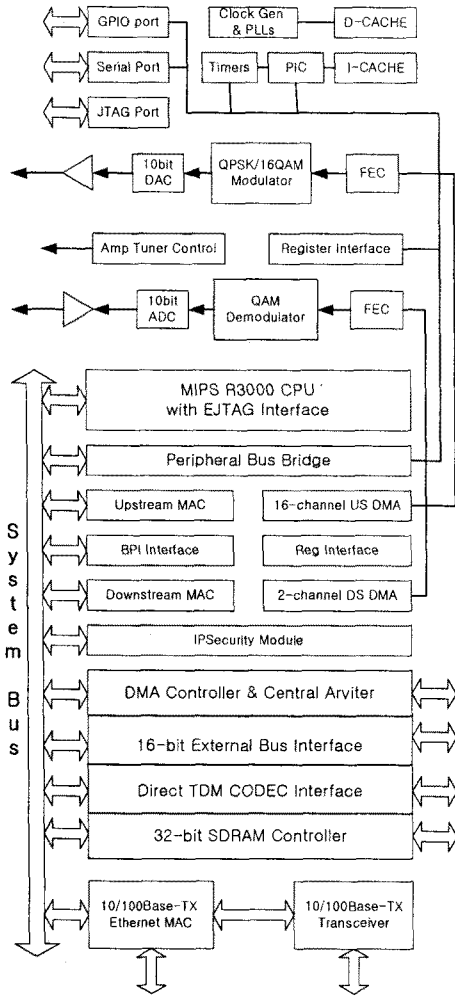 GPIO port
Clock Gen
& PLLs
D-CACHE
Serial Port
Timers
PIC
I-CACHE
JTAG Port
10bit
DAC
QPSK/16QAM
Modulator
FEC
Amp Tuner Control
Register Interface
10bit
ADC
QAM
Demodulator
FEC
System Bus
MIPS R3000 CPU
with EJTAG Interface
Peripheral Bus Bridge
Upstream MAC
16-channel US DMA
BPI Interface
Reg Interface
Downstream MAC
2-channel DS DMA
IPSecurity Module
DMA Controller & Central Arviter
16-bit External Bus Interface
Direct TDM CODEC Interface
32-bit SDRAM Controller
10/100Base-TX
Ethernet MAC
10/100Base-TX
Transceiver